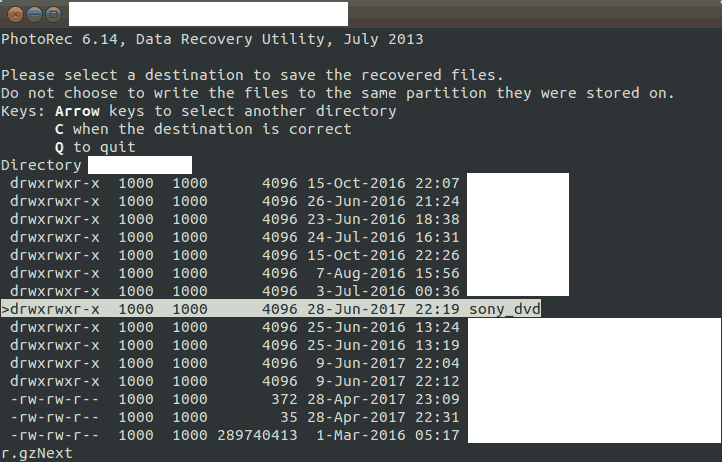 PhotoRec 6.14, Data Recovery Utility, July 2013
Please select a destination to save the recovered files.
Do not choose to write the files to the same partition they were stored on.
Keys: Arrow keys to select another directory
C when the destination is correct
Q to quit
Directory
drwxrwxr-x 1000 1000 4096 15-Oct-2016 22:07
drwxrwxr-x 1000 1000 4096 26-Jun-2016 21:24
drwxrwxr-x 1000 1000 4096 23-Jun-2016 18:38
drwxrwxr-x 1000 1000 4096 24-Jul-2016 16:31
drwxrwxr-x 1000 1000 4096 15-Oct-2016 22:26
drwxrwxr-x 1000 1000 4096 7-Aug-2016 15:56
drwxrwxr-x 1000 1000 4096 3-Jul-2016 00:36
>drwxrwxr-x 1000 1000 4096 28-Jun-2017 22:19 sony_dvd
drwxrwxr-x 1000 1000 4096 25-Jun-2016 13:24
drwxrwxr-x 1000 1000 4096 25-Jun-2016 13:19
drwxrwxr-x 1000 1000 4096 9-Jun-2017 22:04
drwxrwxr-x 1000 1000 4096 9-Jun-2017 22:12
-rw-rw-r-- 1000 1000 372 28-Apr-2017 23:09
-rw-rw-r-- 1000 1000 35 28-Apr-2017 22:31
-rw-rw-r-- 1000 1000 289740413 1-Mar-2016 05:17
r.gzNext